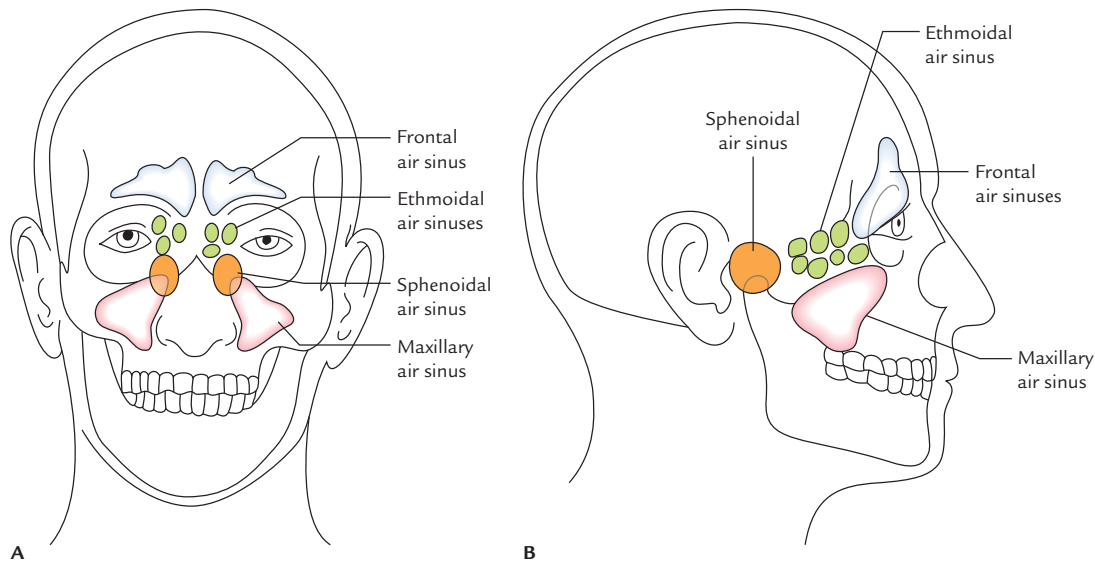 Frontal
air sinus
Ethmoidal
air sinuses
Sphenoidal
air sinus
Maxillary
air sinus
A
Ethmoidal
air sinus
Sphenoidal
air sinus
Frontal
air sinuses
Maxillary
air sinus
B